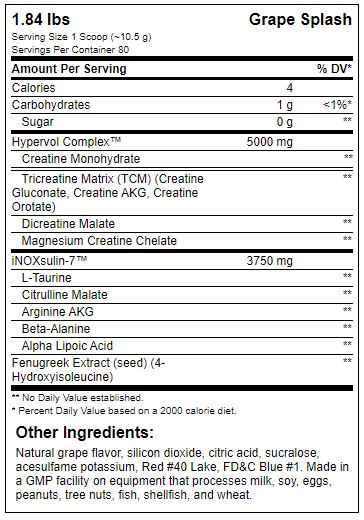 1.84 lbs Grape Splash
Serving Size 1 Scoop (~10.5 g)
Servings Per Container 80
Amount Per Serving % DV*
Calories 4
Carbohydrates 1 g <1%*
Sugar 0 g **
Hypervol Complex™ 5000 mg
Creatine Monohydrate **
Tricreatine Matrix (TCM) (Creatine **
Gluconate, Creatine AKG, Creatine
Orotate)
Dicreatine Malate **
Magnesium Creatine Chelate **
iNOXsulin-7™ 3750 mg
L-Taurine **
Citrulline Malate **
Arginine AKG **
Beta-Alanine **
Alpha Lipoic Acid **
Fenugreek Extract (seed) (4- **
Hydroxyisoleucine)
** No Daily Value established.
* Percent Daily Value based on a 2000 calorie diet.
Other Ingredients:
Natural grape flavor, silicon dioxide, citric acid, sucralose,
acesulfame potassium, Red #40 Lake, FD&C Blue #1. Made in
a GMP facility on equipment that processes milk, soy, eggs,
peanuts, tree nuts, fish, shellfish, and wheat.